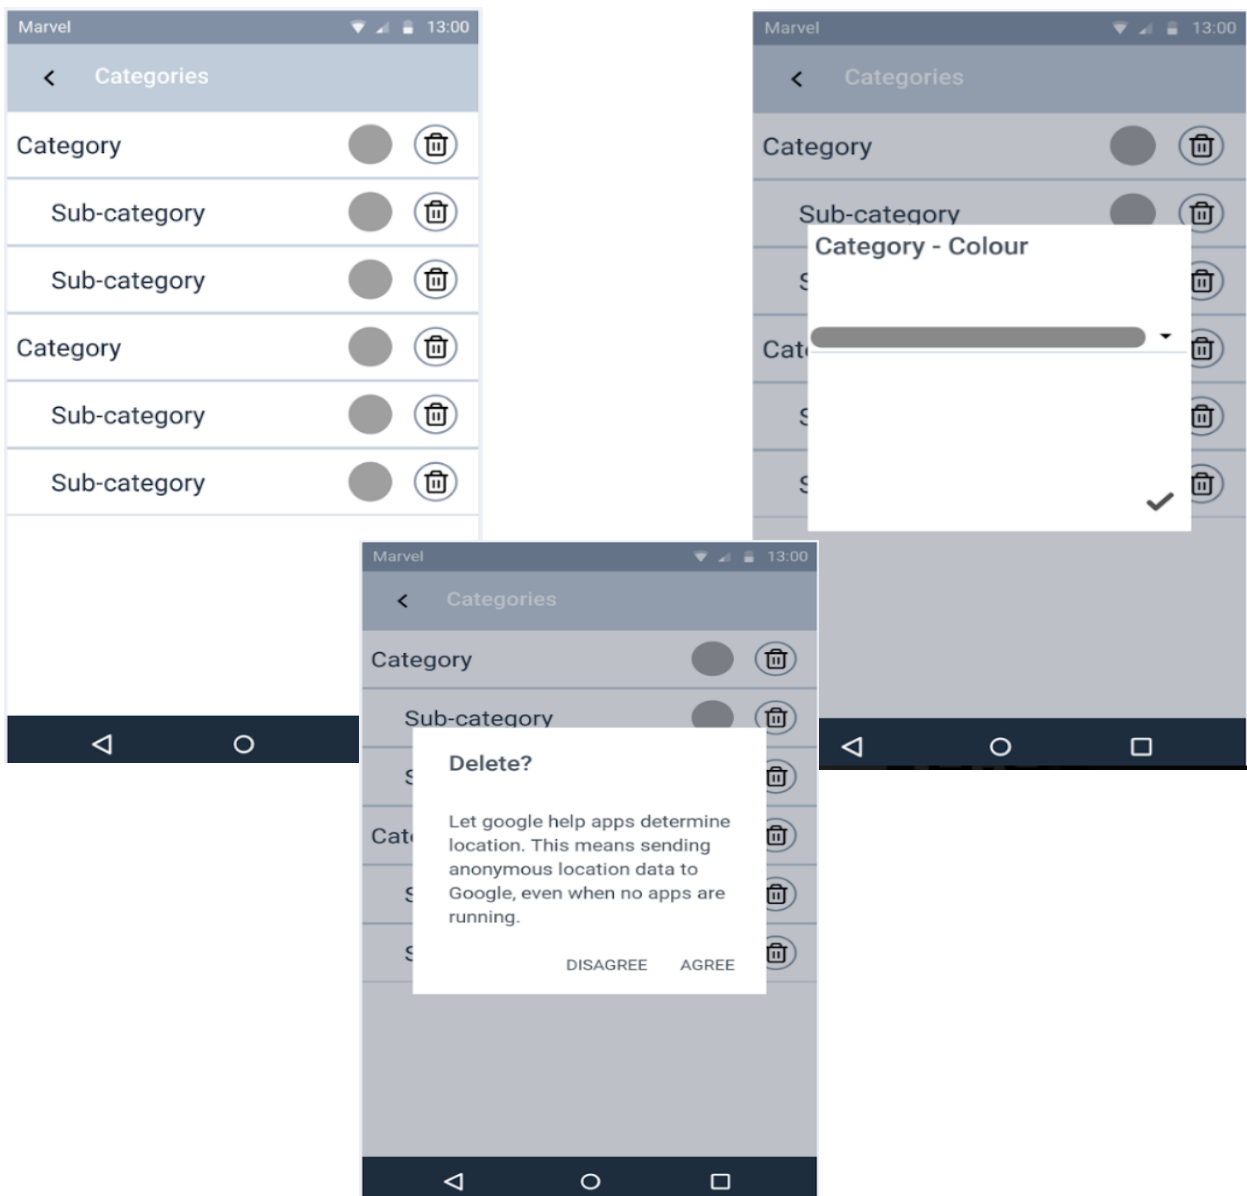 Marvel 13:00
Categories
Category
Sub-category
Sub-category
Category
Sub-category
Sub-category
Marvel 13:00
Categories
Category
Sub-category
Category - Colour
S
Cate
S
S
Marvel 13:00
Categories
Category
Sub-category
Delete?
S
Let google help apps determine
location. This means sending
anonymous location data to
Google, even when no apps are
running.
Cate
S
S
DISAGREE AGREE